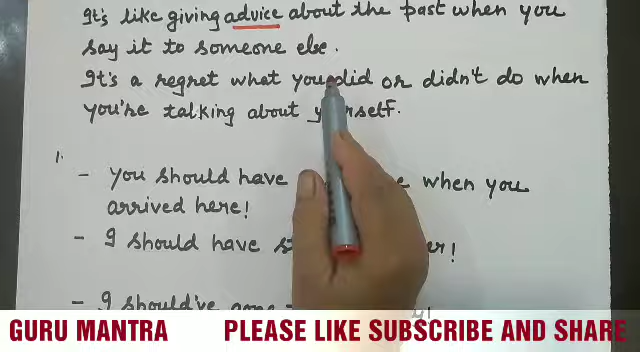 It's like giving advice about the past when you
say it to someone else.
It's a regret what you did or didn't do when
you're talking about yourself.
1.
- You should have when you
arrived here!
- I should have
- I should've gone
GURU MANTRA PLEASE LIKE SUBSCRIBE AND SHARE